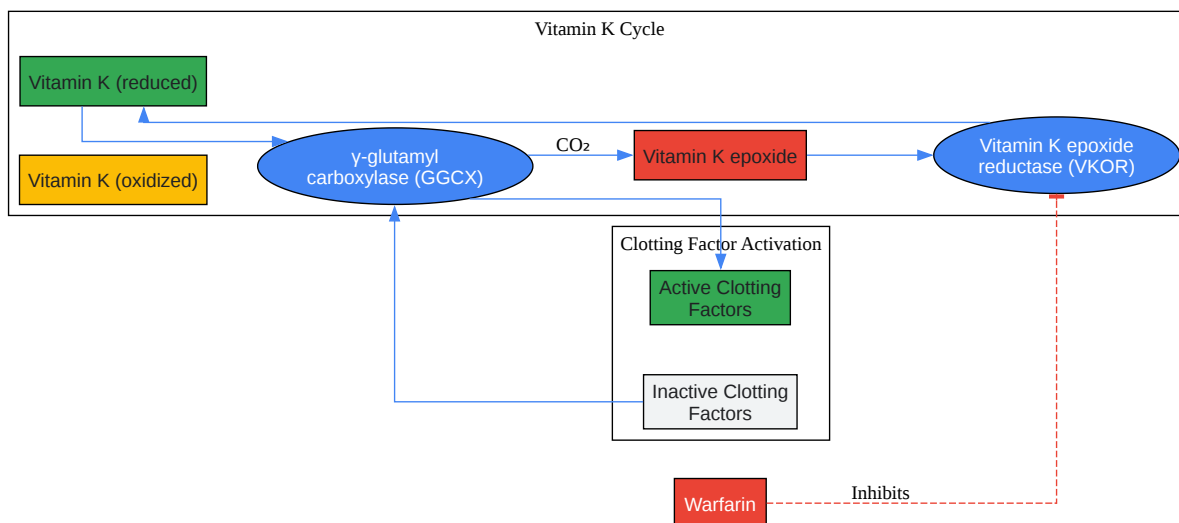 Vitamin K Cycle
Vitamin K (reduced)
Vitamin K (oxidized)
γ-glutamyl
carboxylase (GGCX)
CO₂
Vitamin K epoxide
Vitamin K epoxide
reductase (VKOR)
Clotting Factor Activation
Active Clotting
Factors
Inactive Clotting
Factors
Warfarin
Inhibits